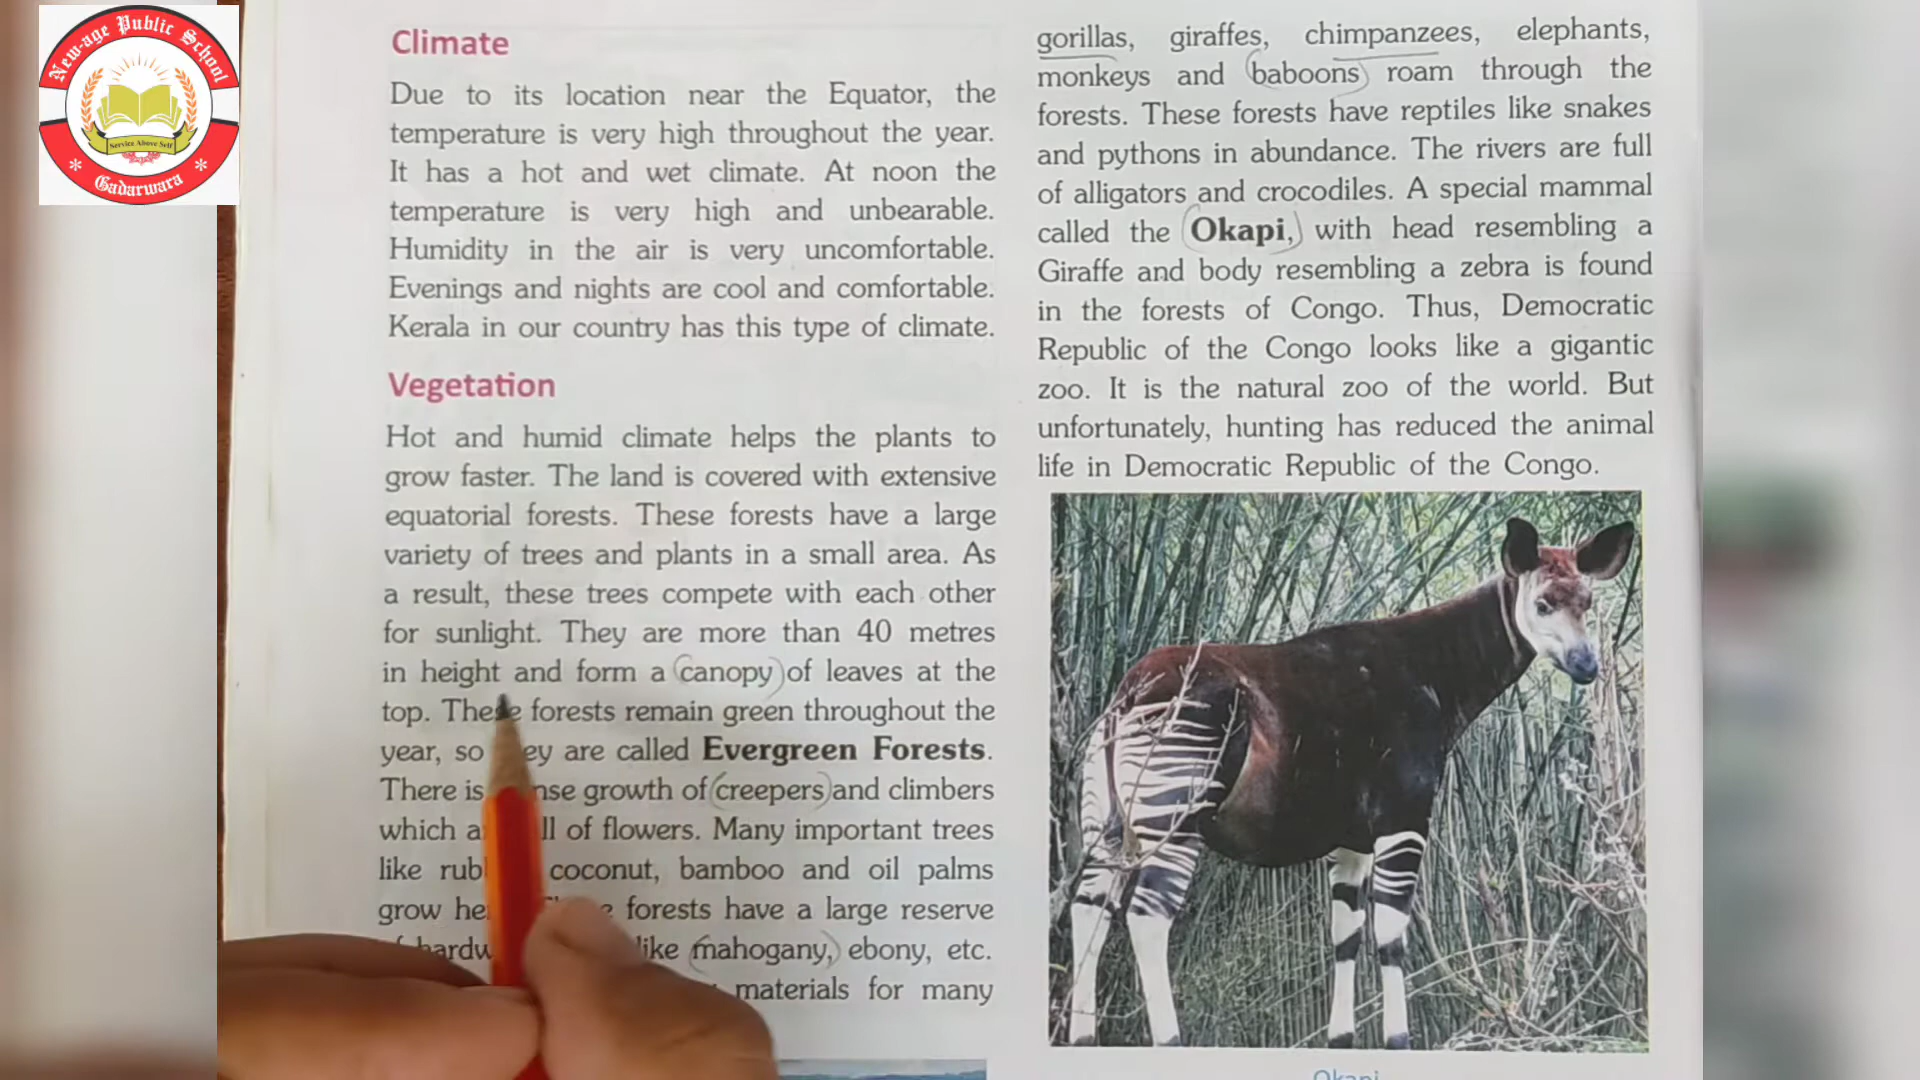 New-age Public School
Service Above Self
Gadarwara
Climate
Due to its location near the Equator, the
temperature is very high throughout the year.
It has a hot and wet climate. At noon the
temperature is very high and unbearable.
Humidity in the air is very uncomfortable.
Evenings and nights are cool and comfortable.
Kerala in our country has this type of climate.
Vegetation
Hot and humid climate helps the plants to
grow faster. The land is covered with extensive
equatorial forests. These forests have a large
variety of trees and plants in a small area. As
a result, these trees compete with each other
for sunlight. They are more than 40 metres
in height and form a canopy of leaves at the
top. These forests remain green throughout the
year, so they are called Evergreen Forests.
There is growth of creepers and climbers
which of flowers. Many important trees
like coconut, bamboo and oil palms
grow forests have a large reserve
like mahogany, ebony, etc.
materials for many
gorillas, giraffes, chimpanzees, elephants,
monkeys and baboons roam through the
forests. These forests have reptiles like snakes
and pythons in abundance. The rivers are full
of alligators and crocodiles. A special mammal
called the Okapi, with head resembling a
Giraffe and body resembling a zebra is found
in the forests of Congo. Thus, Democratic
Republic of the Congo looks like a gigantic
zoo. It is the natural zoo of the world. But
unfortunately, hunting has reduced the animal
life in Democratic Republic of the Congo.
Okapi